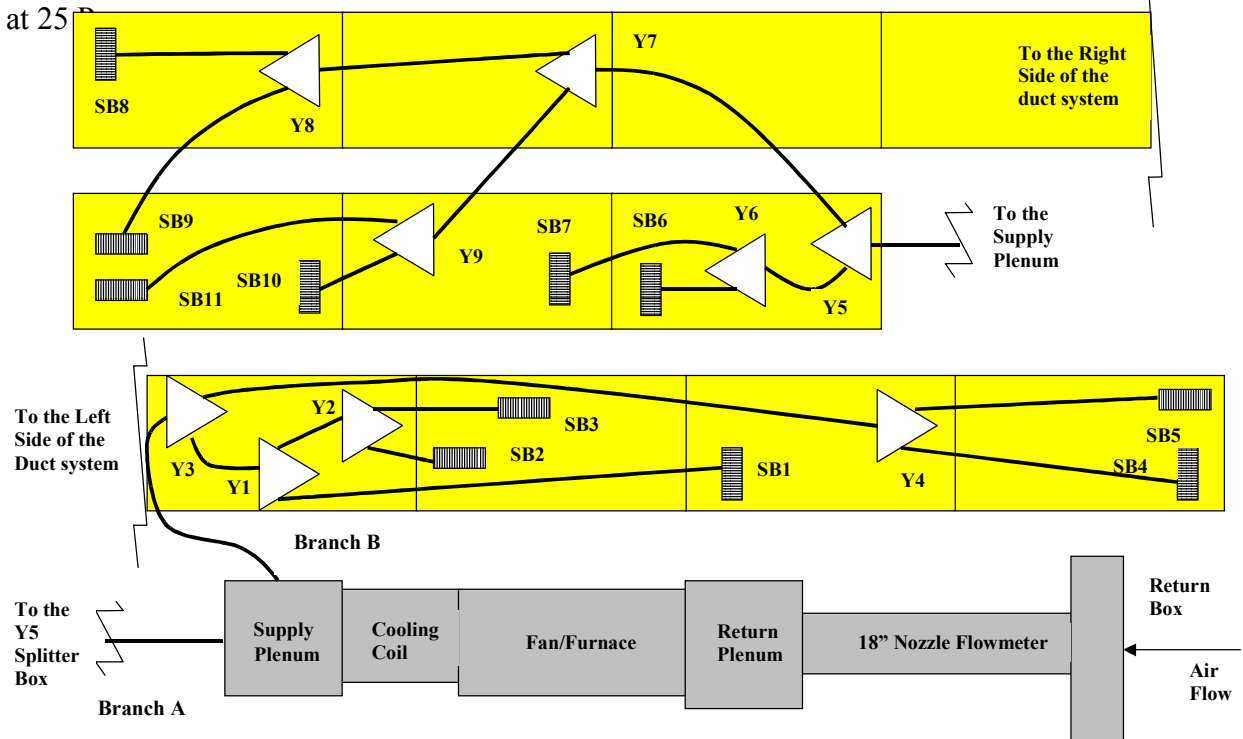 at 25
Y7
To the Right
Side of the
duct system
SB8
Y8
SB9
SB7
SB6
Y6
To the
Supply
Plenum
SB10
Y9
SB11
Y5
To the Left
Side of the
Duct system
Y2
SB3
SB5
Y3
Y1
SB2
SB1
Y4
SB4
Branch B
To the
Y5
Splitter
Box
Supply
Plenum
Cooling
Coil
Fan/Furnace
Return
Plenum
18” Nozzle Flowmeter
Return
Box
Air
Flow
Branch A